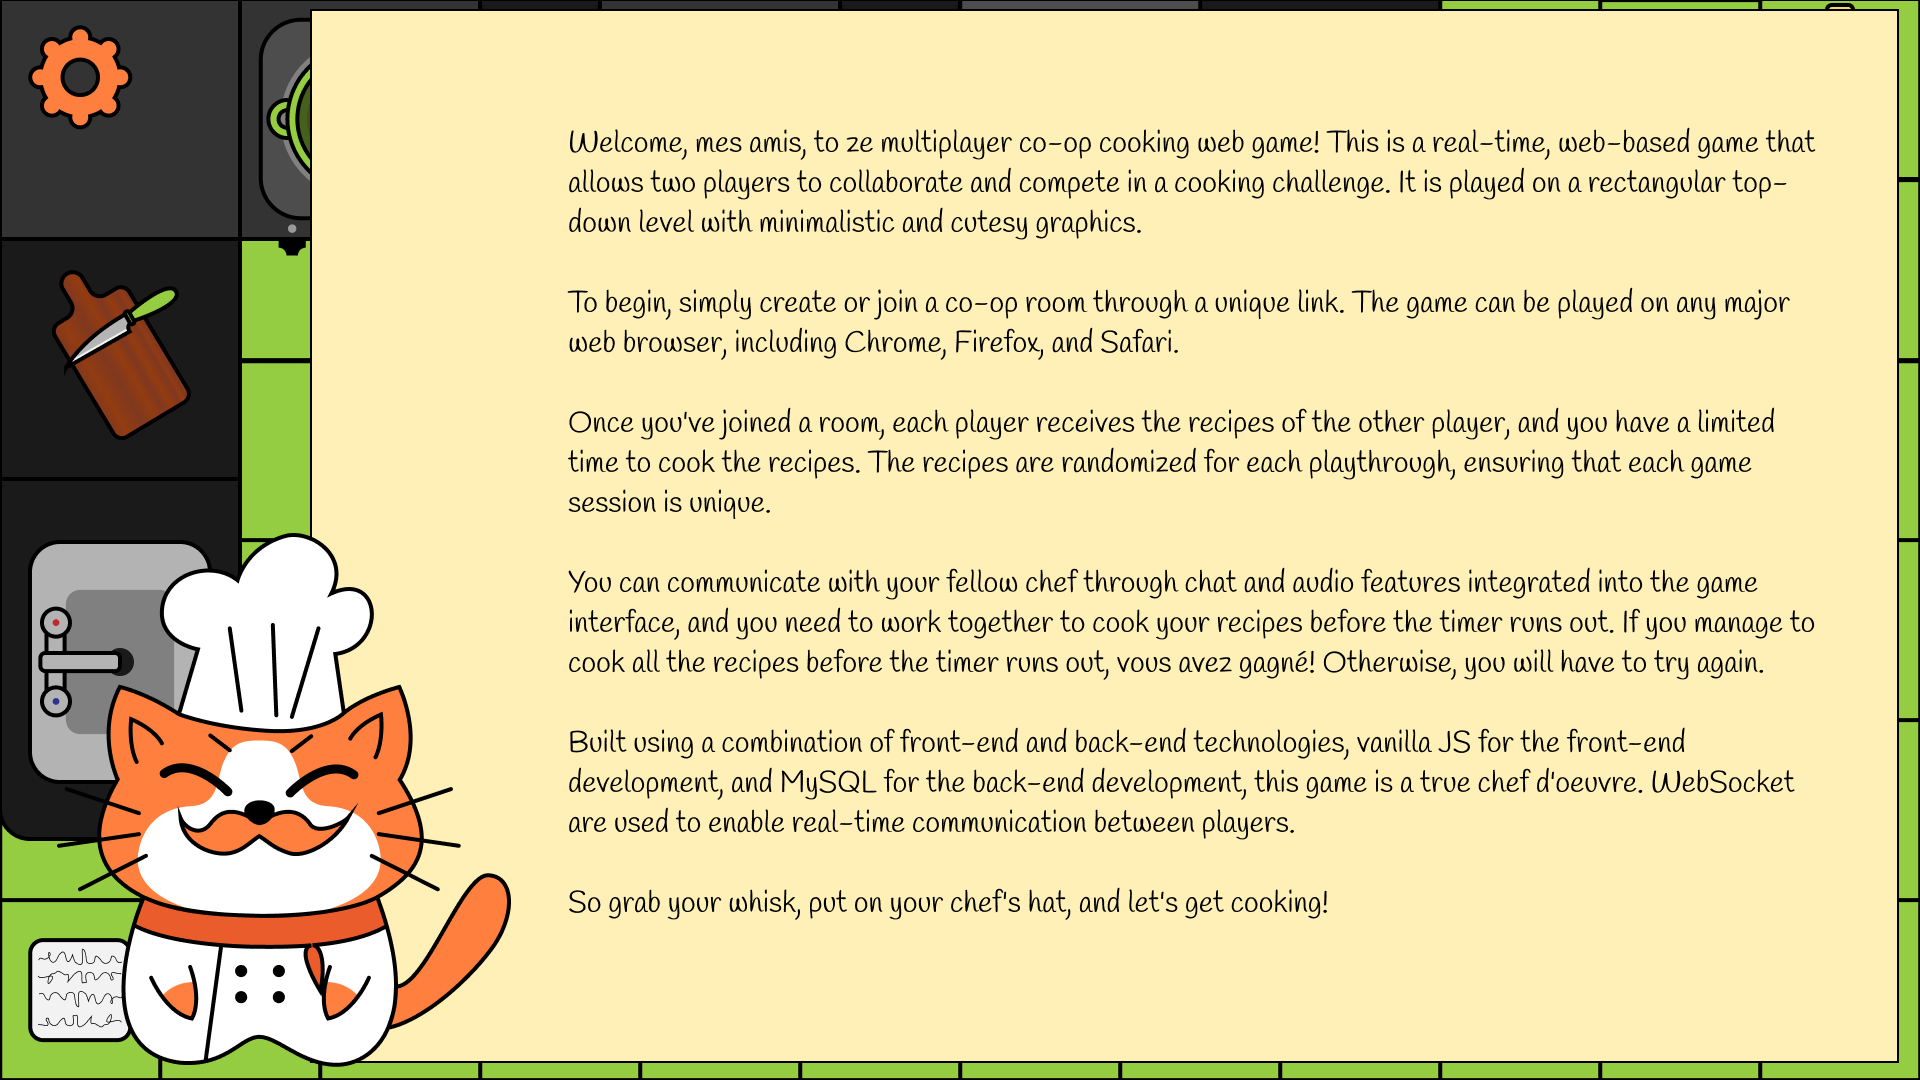 Welcome, mes amis, to ze multiplayer co-op cooking web game! This is a real-time, web-based game that
allows two players to collaborate and compete in a cooking challenge. It is played on a rectangular top-
down level with minimalistic and cutesy graphics.
To begin, simply create or join a co-op room through a unique link. The game can be played on any major
web browser, including Chrome, Firefox, and Safari.
Once you've joined a room, each player receives the recipes of the other player, and you have a limited
time to cook the recipes. The recipes are randomized for each playthrough, ensuring that each game
session is unique.
You can communicate with your fellow chef through chat and audio features integrated into the game
interface, and you need to work together to cook your recipes before the timer runs out. If you manage to
cook all the recipes before the timer runs out, vous avez gagné! Otherwise, you will have to try again.
Built using a combination of front-end and back-end technologies, vanilla JS for the front-end
development, and MySQL for the back-end development, this game is a true chef d'oeuvre. WebSocket
are used to enable real-time communication between players.
So grab your whisk, put on your chef's hat, and let's get cooking!